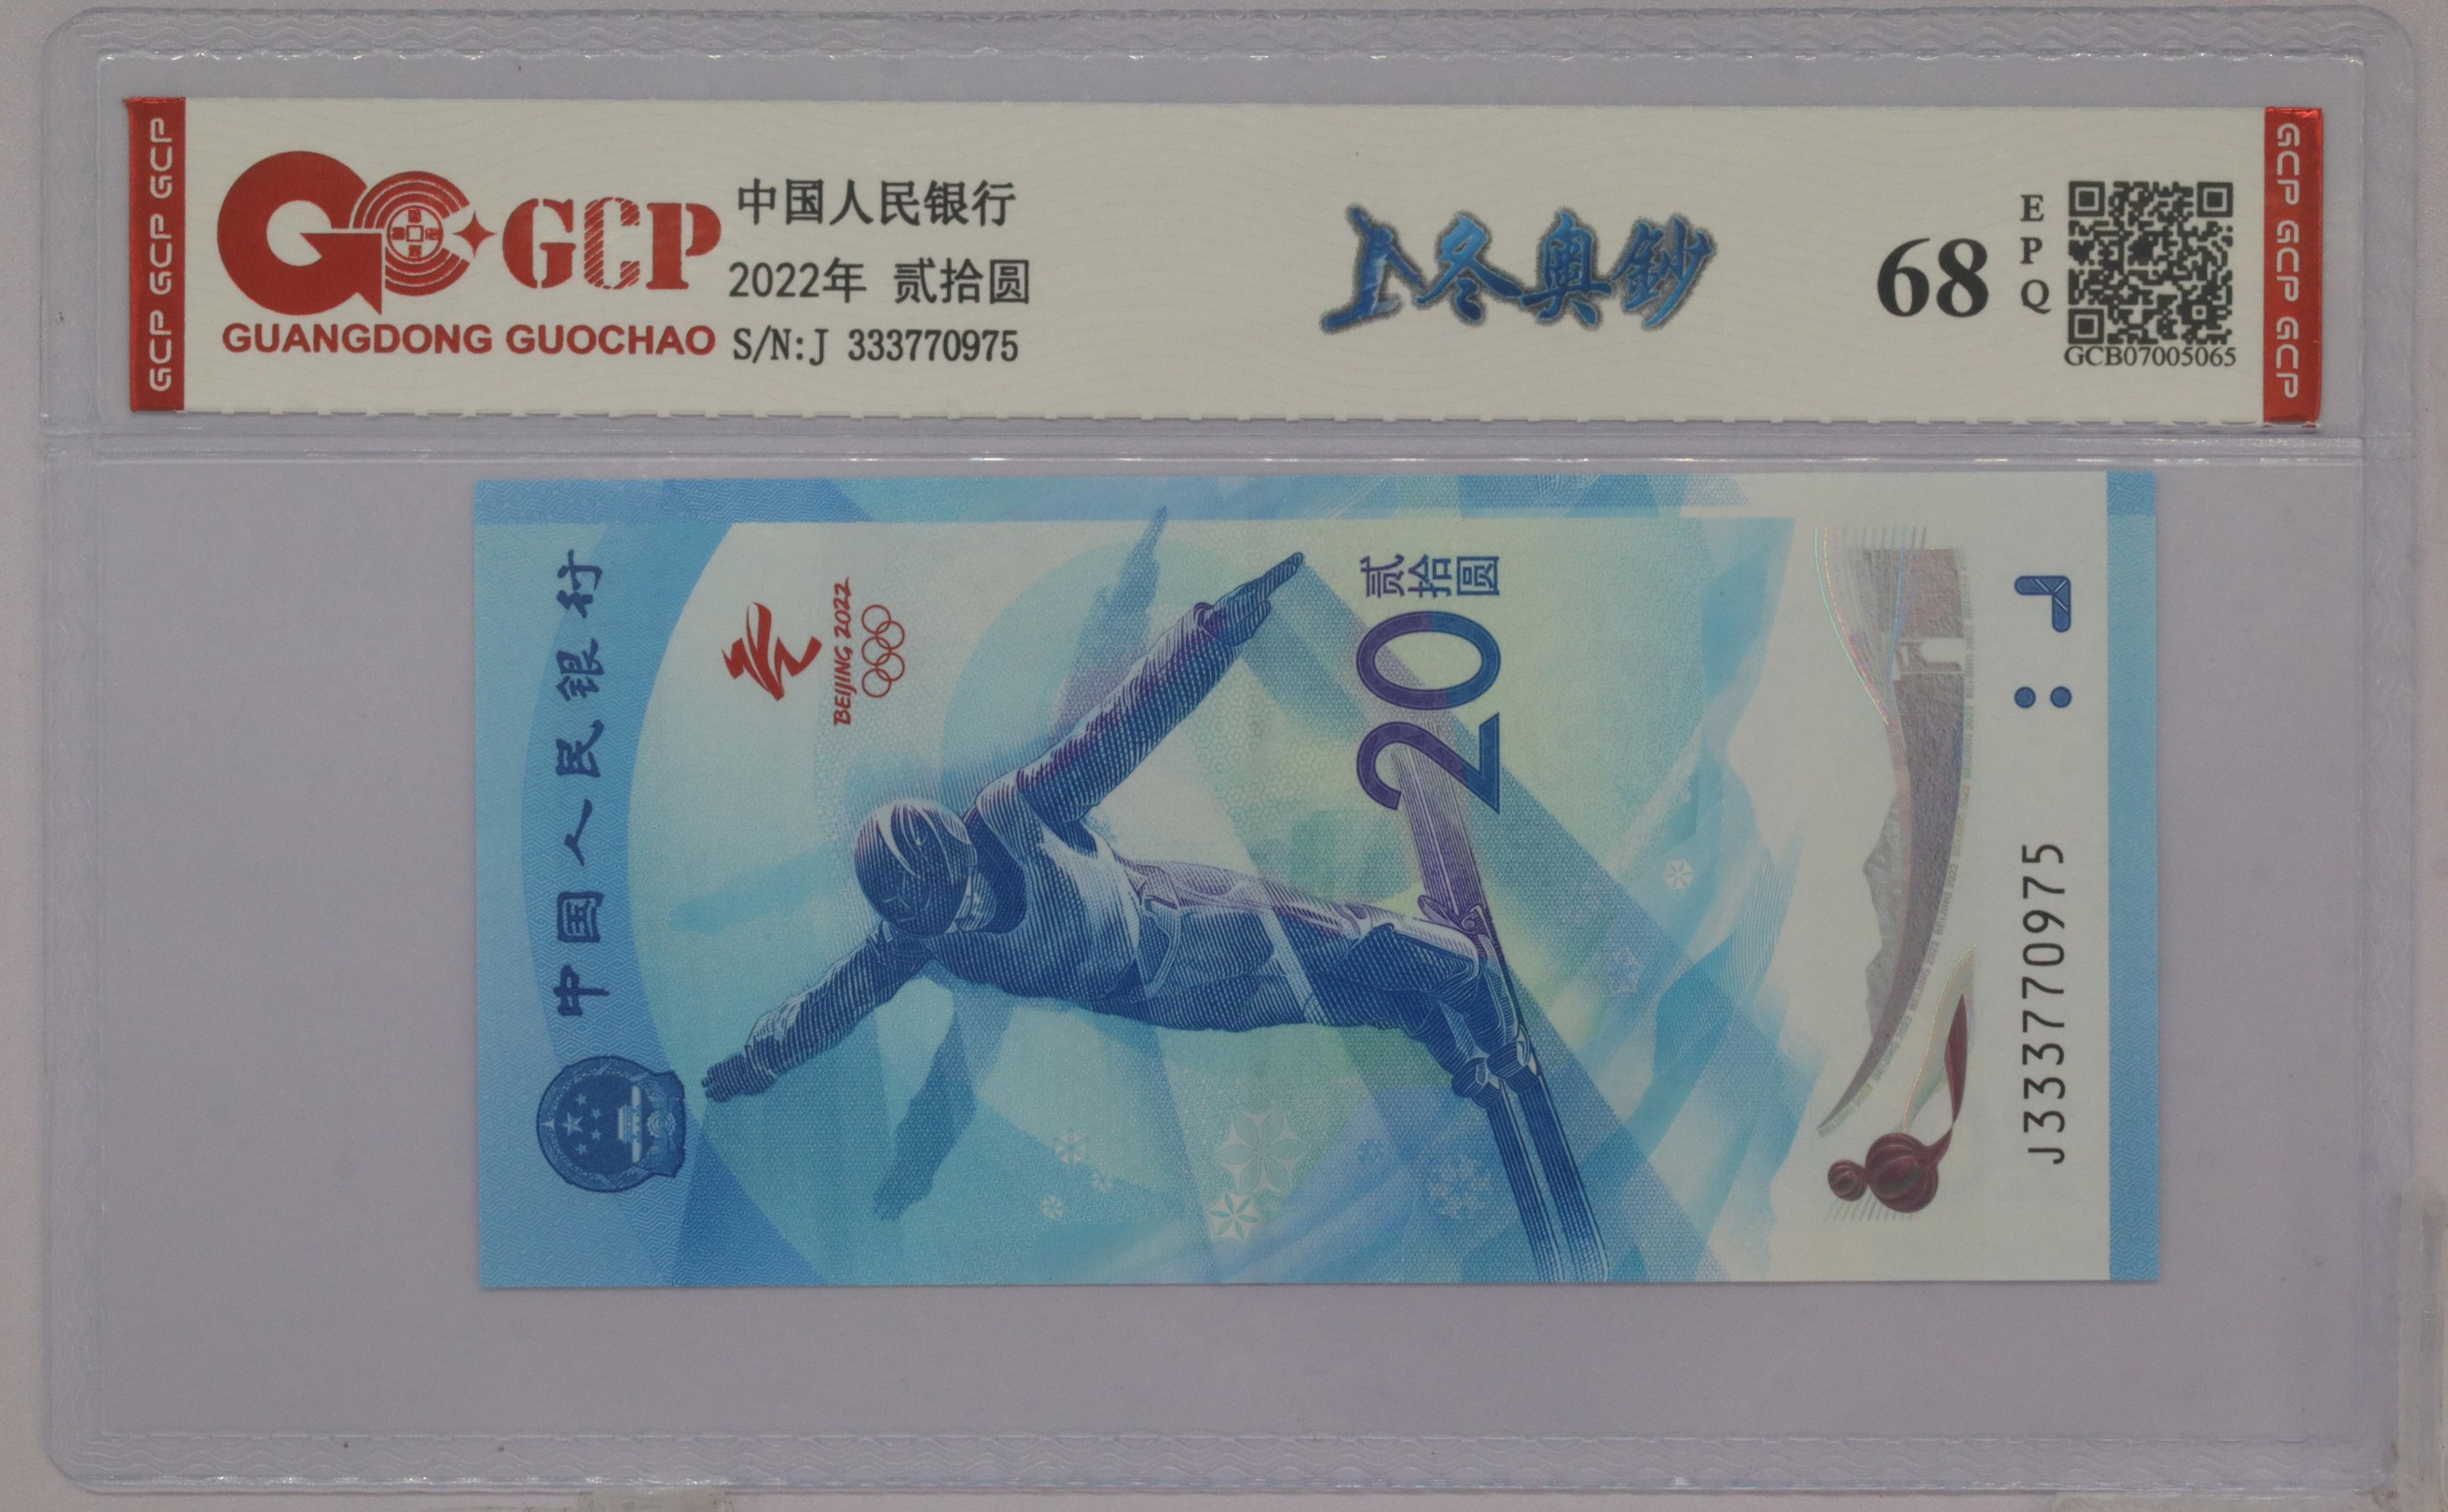 GCP GCP GCP
GCP
GUANGDONG GUOCHAO
中国人民银行
2022年 贰拾圆
S/N:J 333770975
冬奥鈔
68
EPQ
GCB07005065
GCP GCP GCP
中国人民银行
BEIJING 2022
贰拾圆
20
J333770975